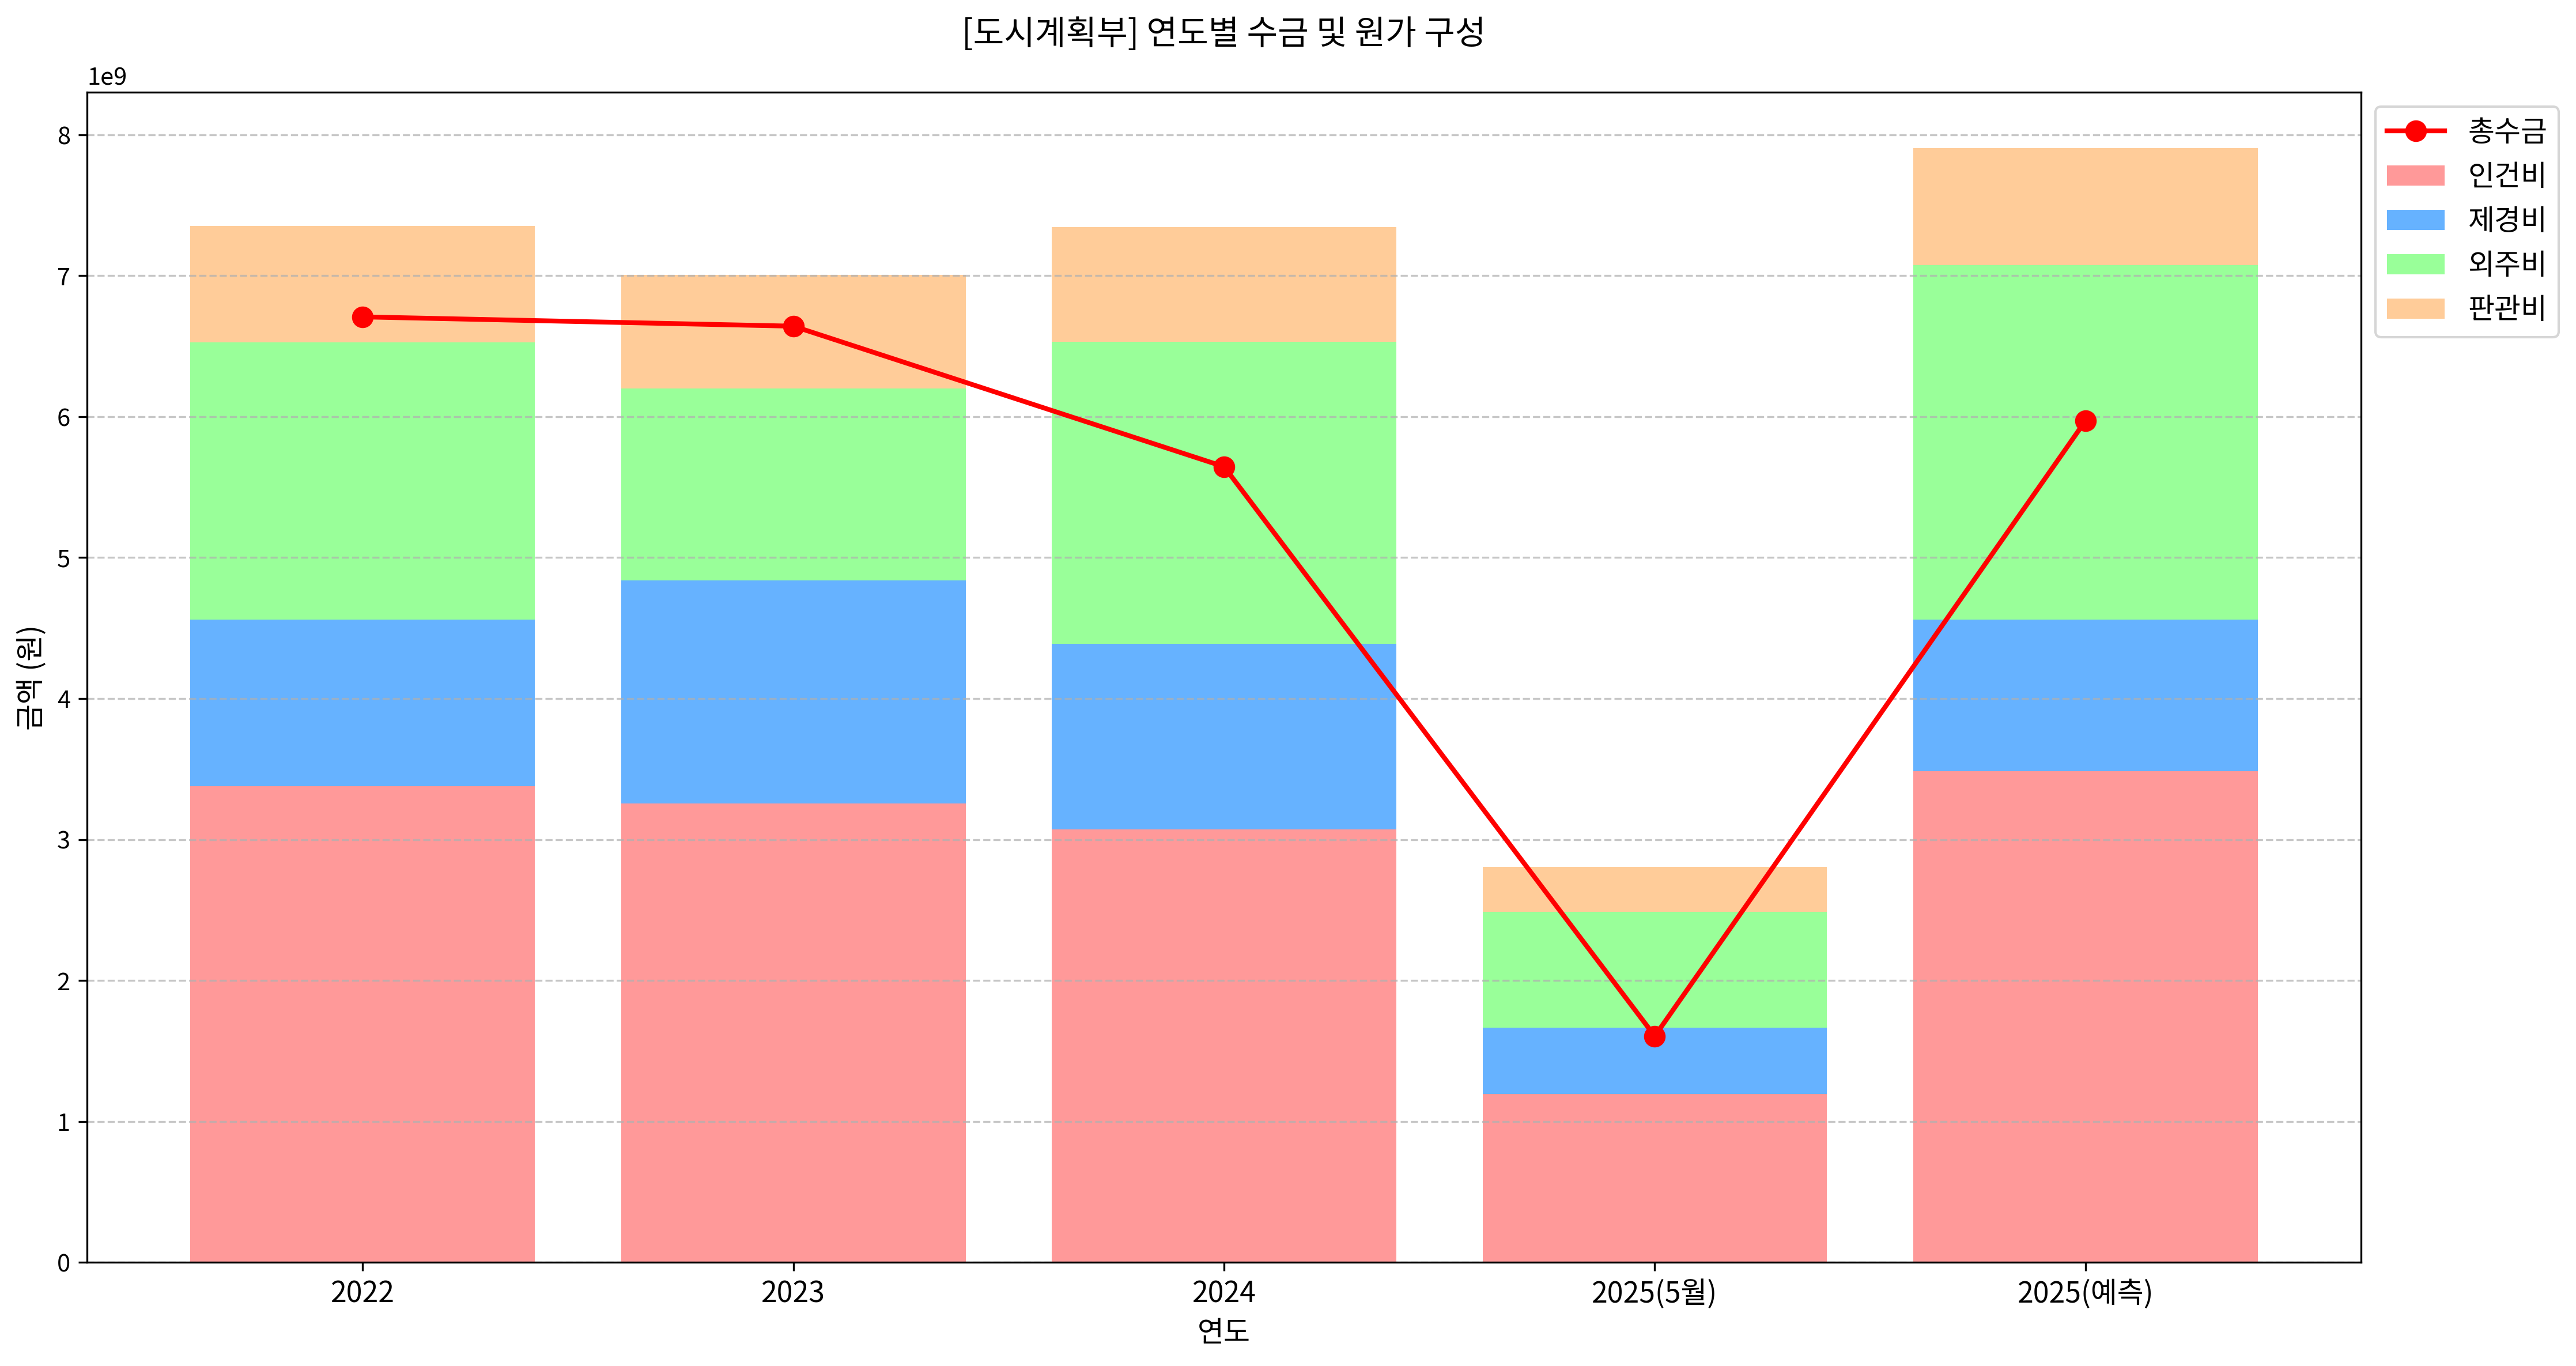 [도시계획부] 연도별 수금 및 원가 구성
1e9
8
7
6
5
4
3
2
1
0
금액 (원)
2022
2023
2024
2025(5월)
2025(예측)
연도
총수금
인건비
제경비
외주비
판관비